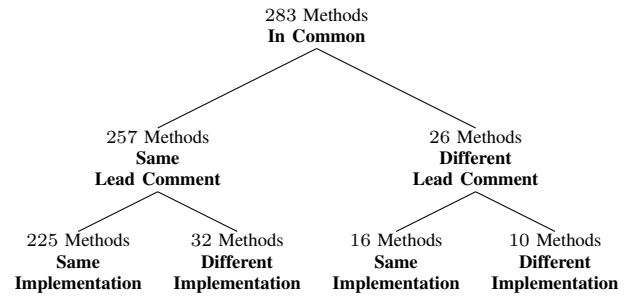 283 Methods
In Common
257 Methods
Same
Lead Comment
26 Methods
Different
Lead Comment
225 Methods
Same
Implementation
32 Methods
Different
Implementation
16 Methods
Same
Implementation
10 Methods
Different
Implementation